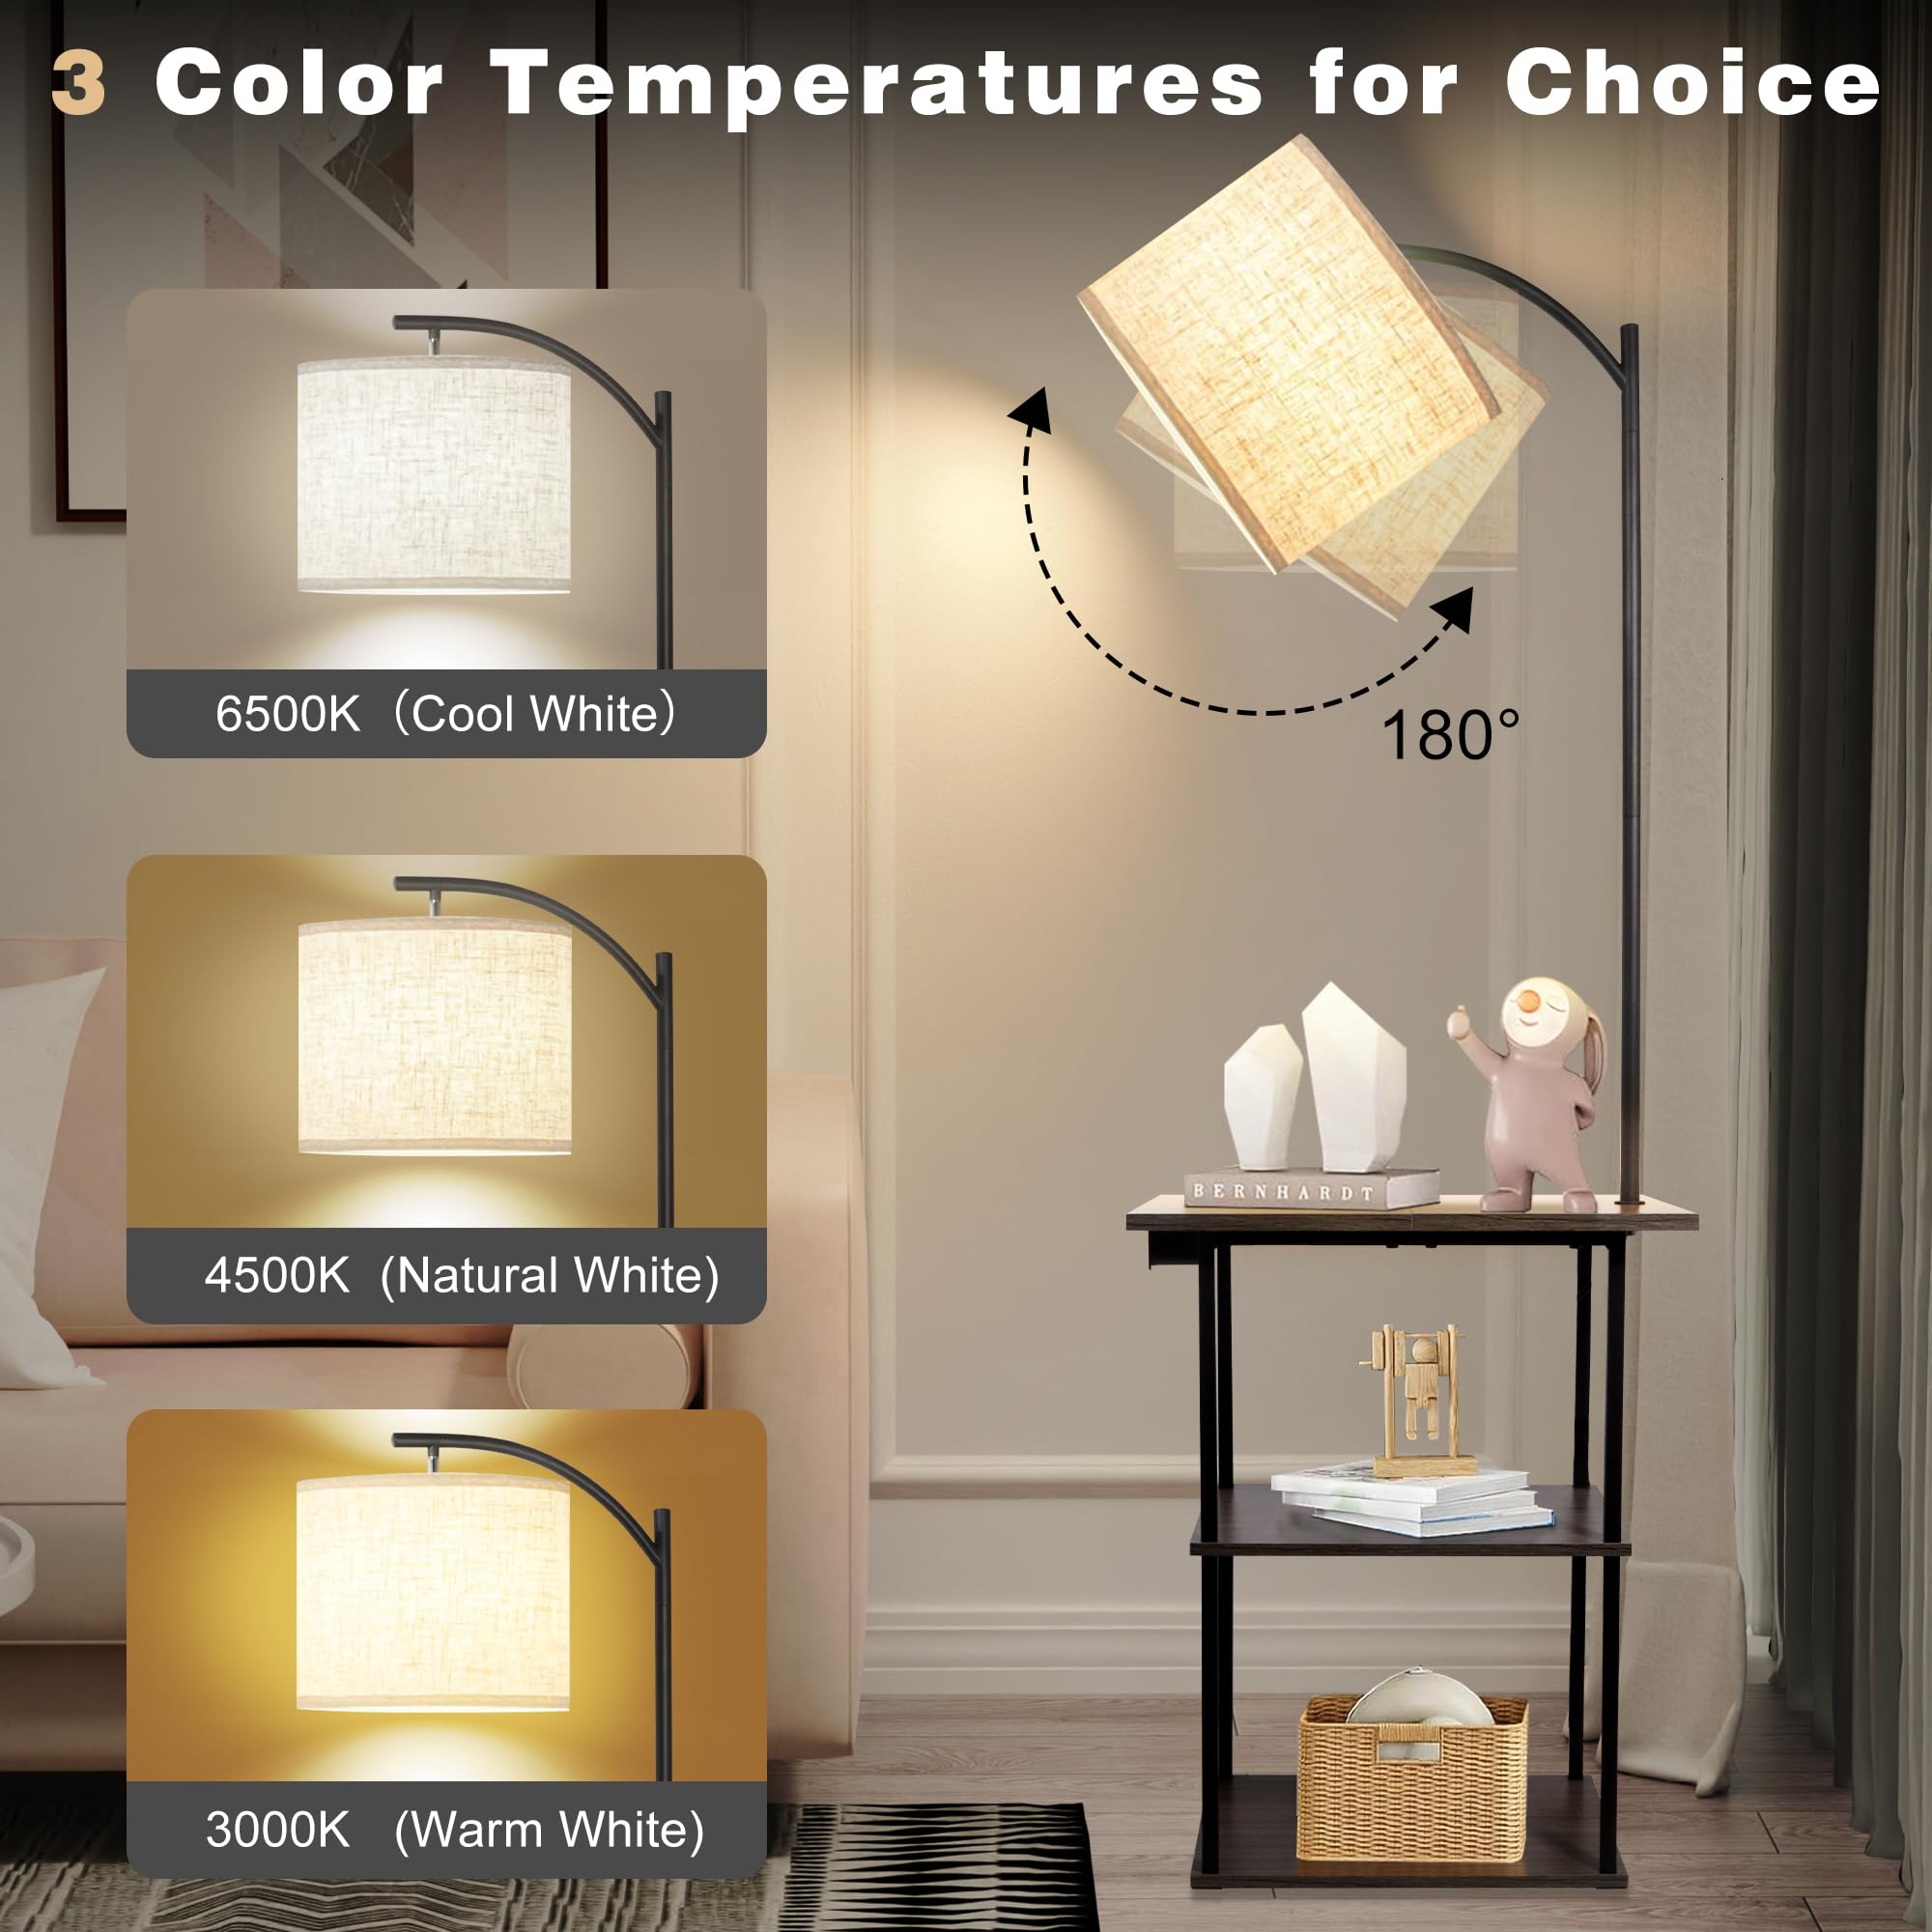 3 Color Temperatures for Choice
6500K（Cool White）
4500K (Natural White)
3000K (Warm White)
180°
BERNHARDT